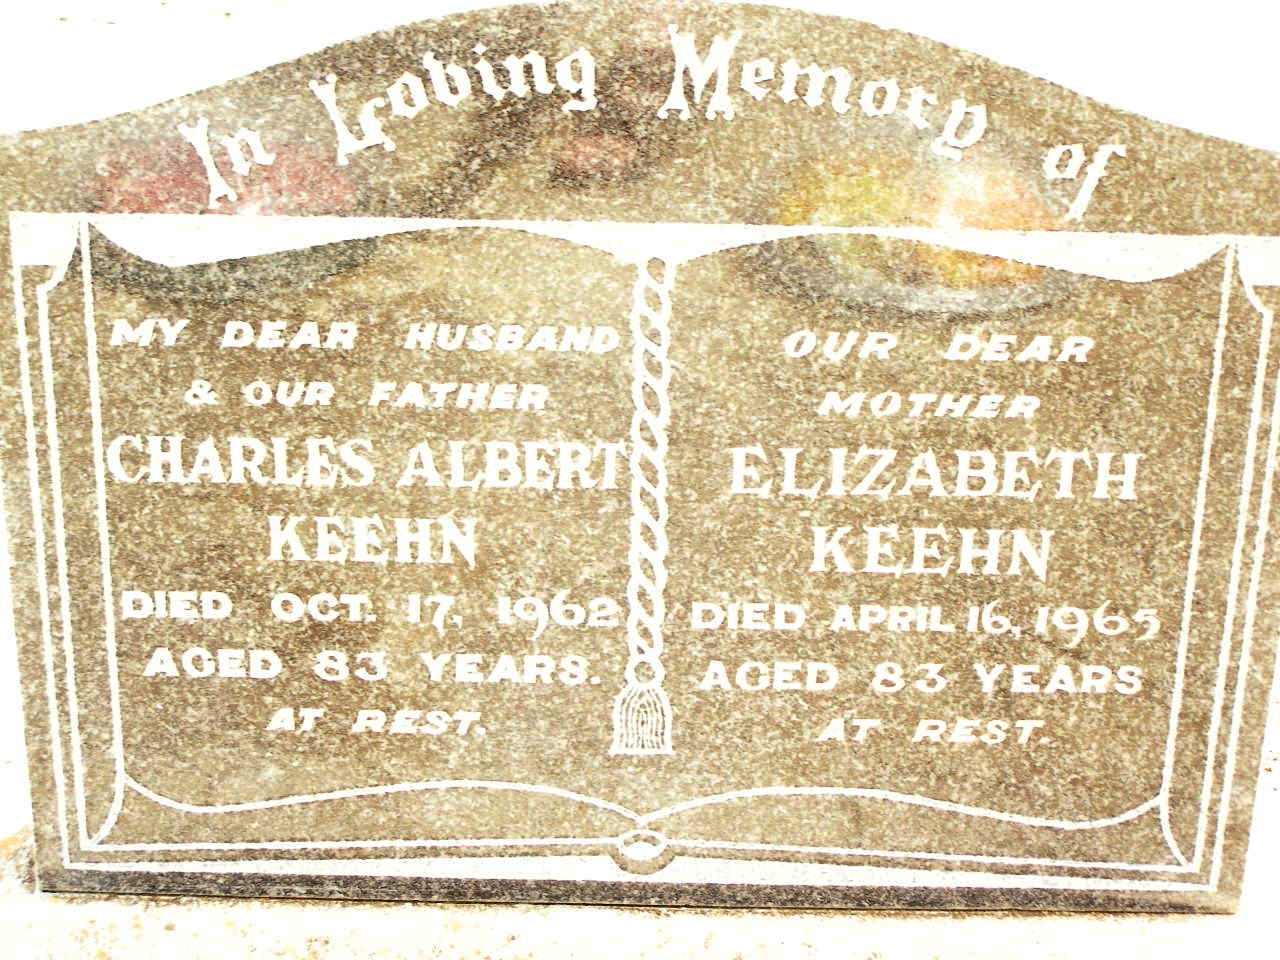 In Loving Memory of
MY DEAR HUSBAND
& OUR FATHER
CHARLES ALBERT
KEEHN
DIED OCT. 17, 1962
AGED 83 YEARS.
AT REST.
OUR DEAR
MOTHER
ELIZABETH
KEEHN
DIED APRIL 16, 1965
AGED 83 YEARS
AT REST.